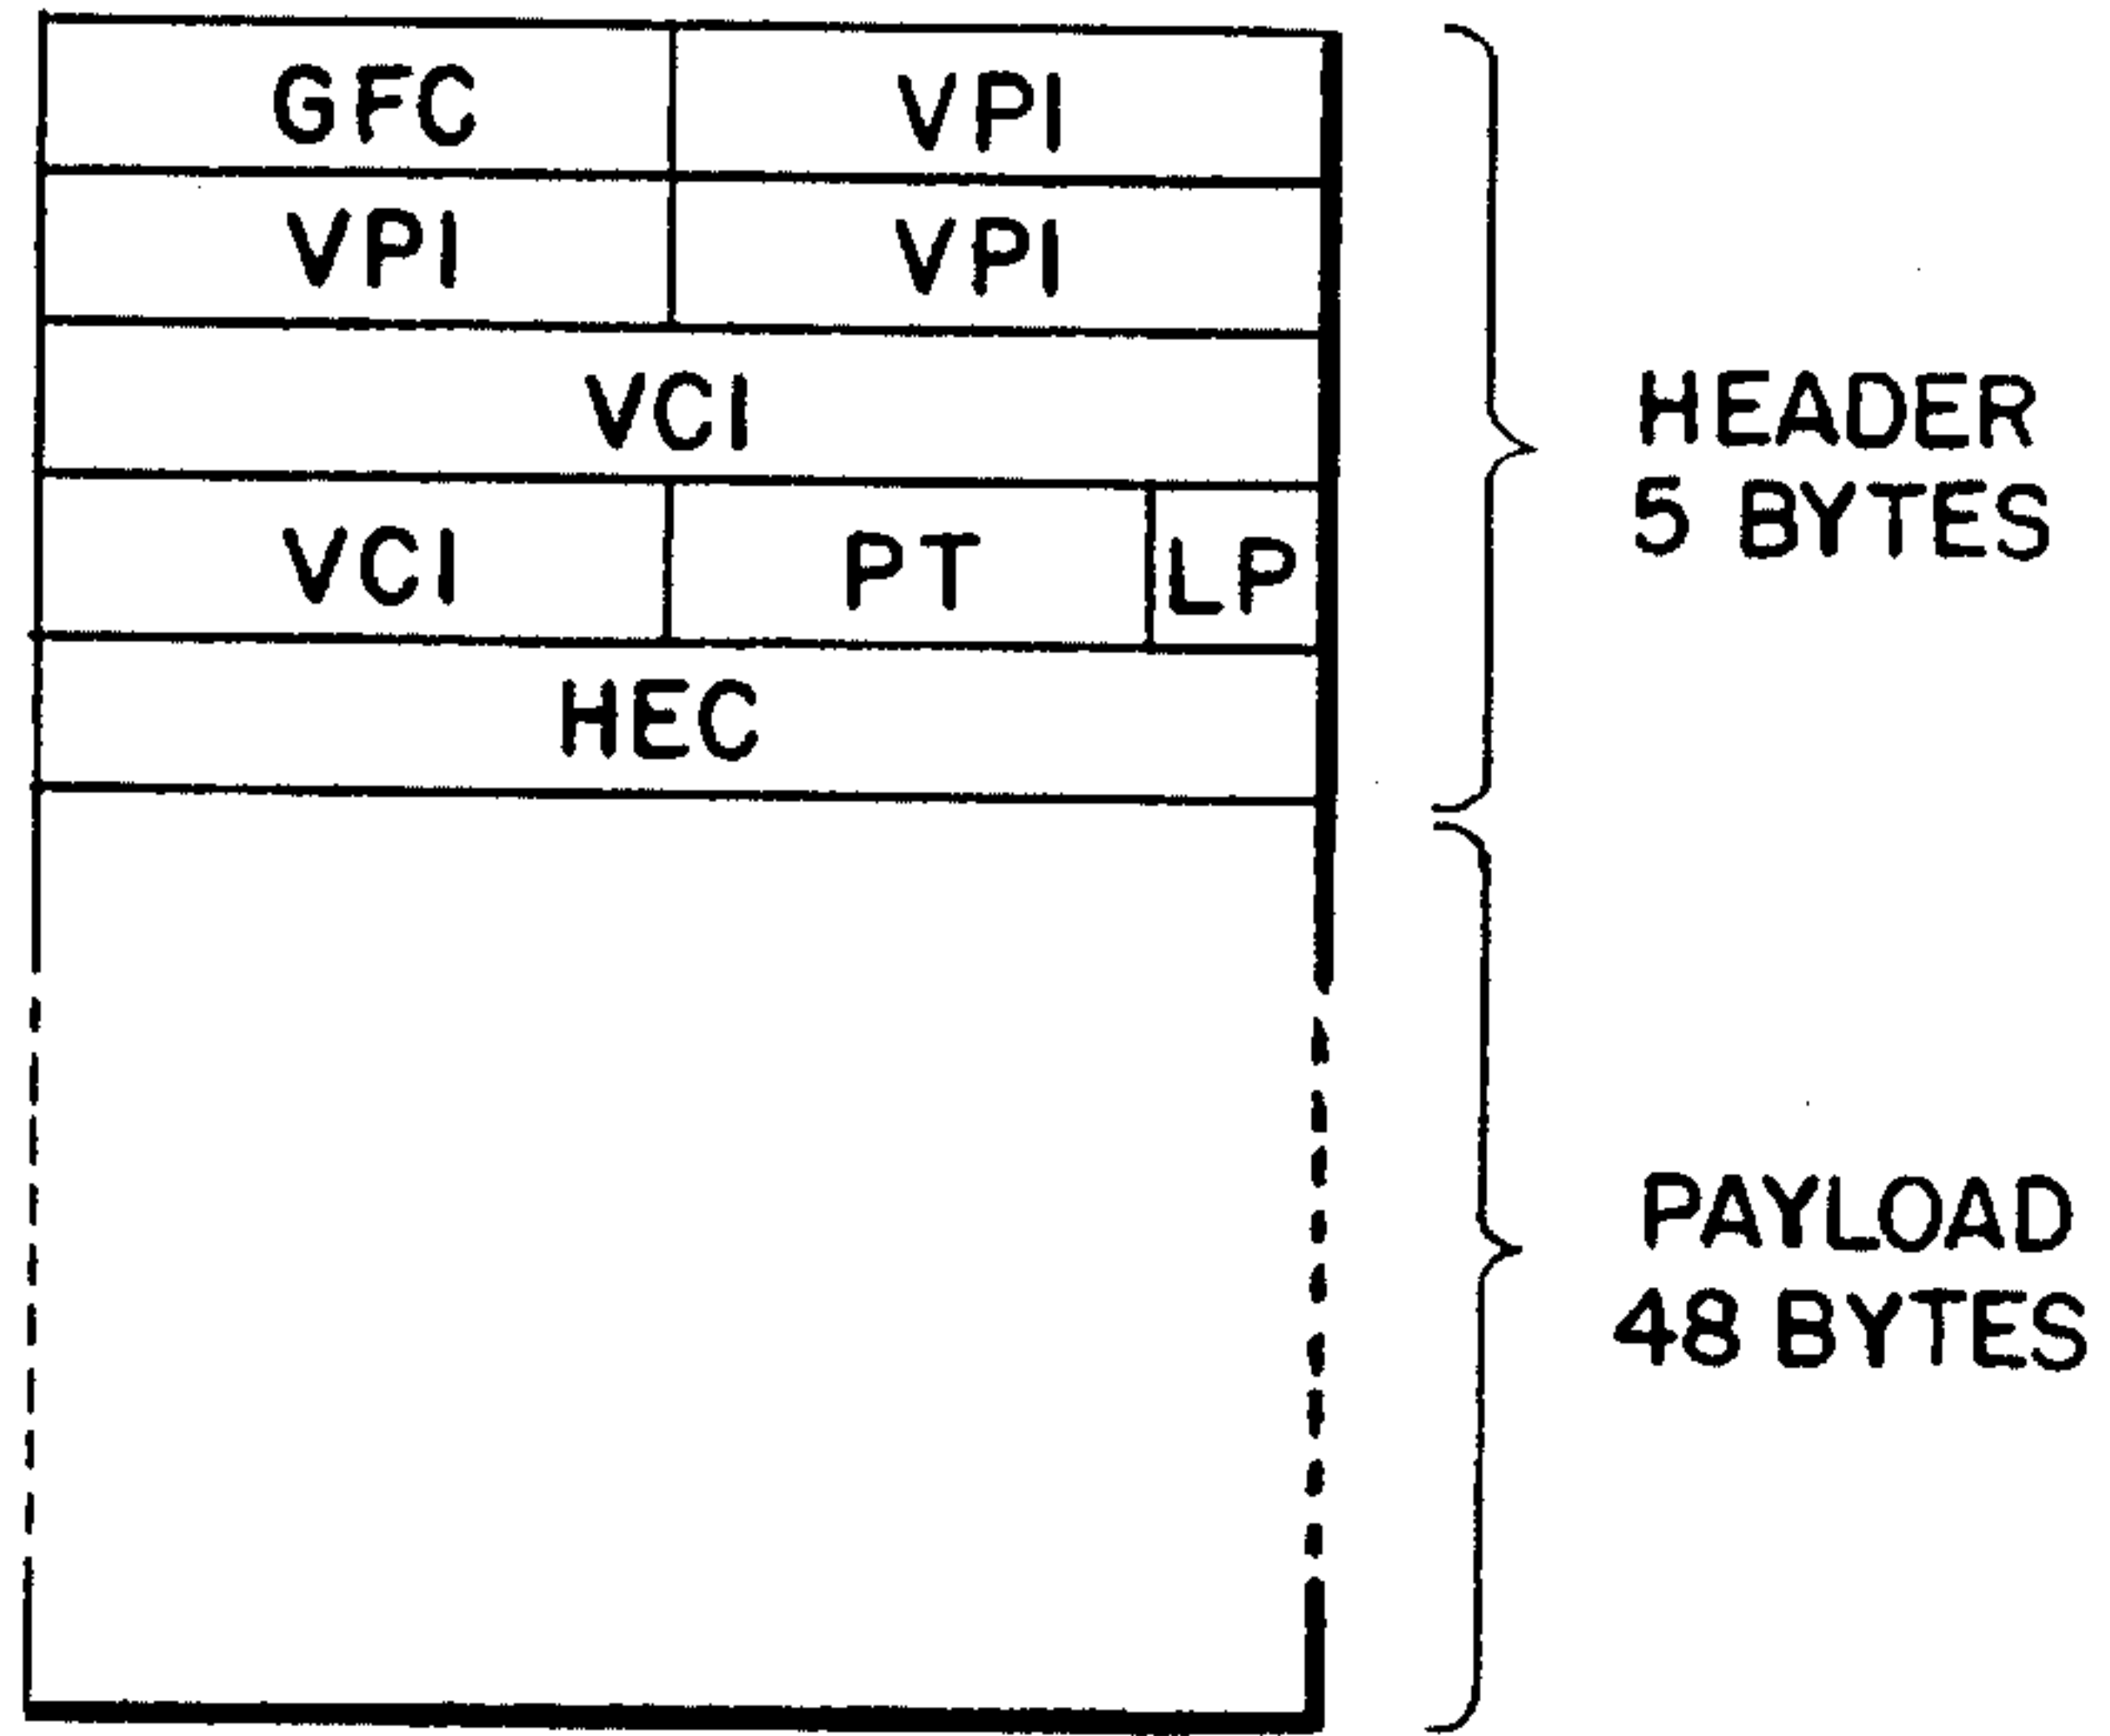 GFC VPI
VPI VPI
VCI
VCI PT LP
HEC
HEADER
5 BYTES
PAYLOAD
48 BYTES